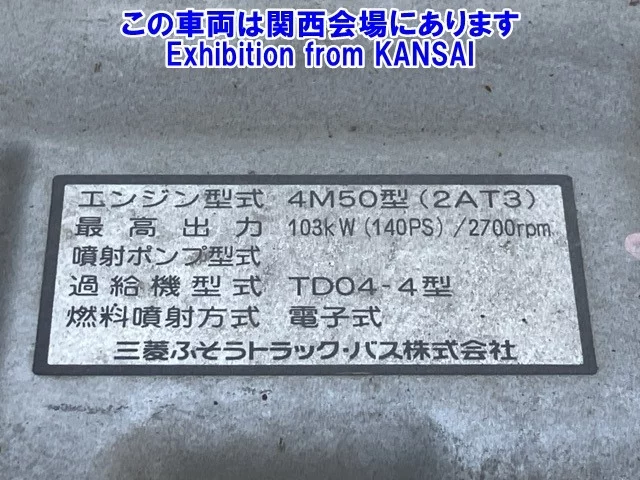 この車両は関西会場にあります
Exhibition from KANSAI
エンジン型式 4M50型(2AT3)
最高出力 103kW(140PS)/2700rpm
噴射ポンプ型式
過給機型式 TD04-4型
燃料噴射方式 電子式
三菱ふそうトラック・バス株式会社